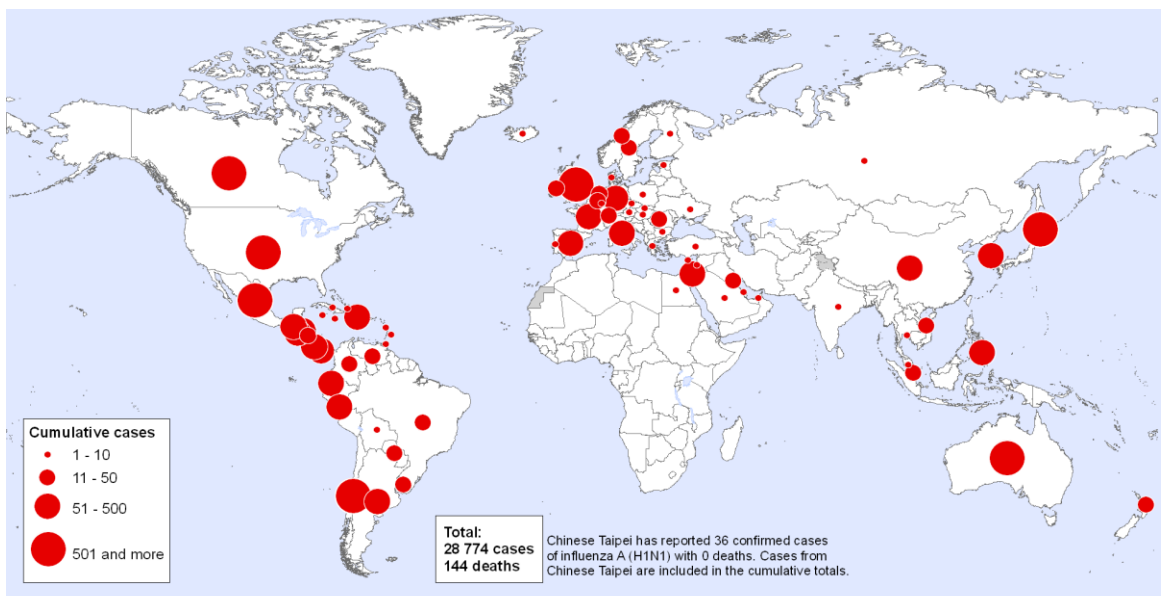 Cumulative cases
1 - 10
11 - 50
51 - 500
501 and more
Total:
28 774 cases
144 deaths
Chinese Taipei has reported 36 confirmed cases
of influenza A (H1N1) with 0 deaths. Cases from
Chinese Taipei are included in the cumulative totals.